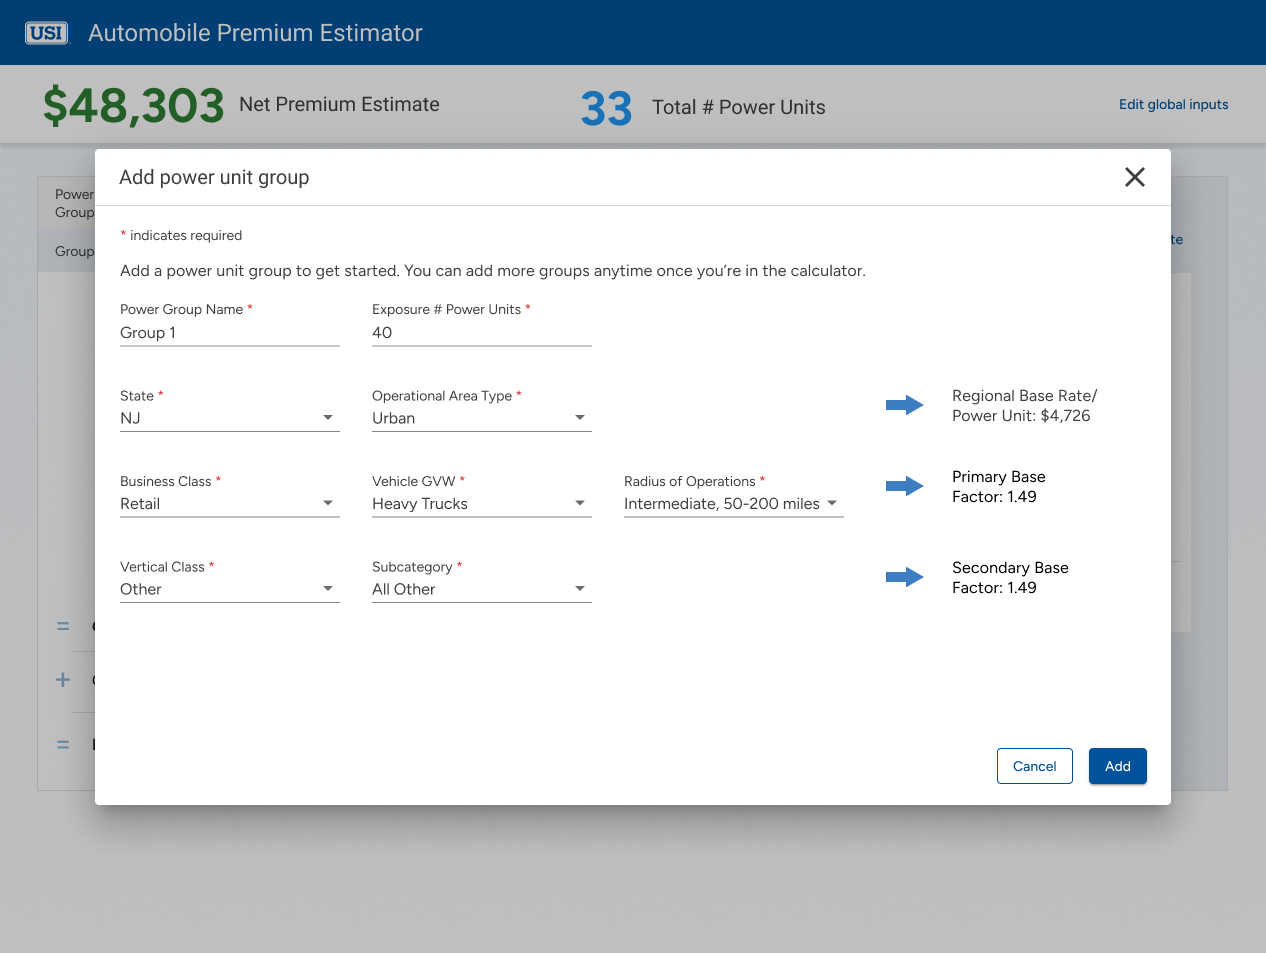 USI
Automobile Premium Estimator
$48,303 Net Premium Estimate
33 Total # Power Units
Edit global inputs
Power
Group
Group
Add power unit group
* indicates required
Add a power unit group to get started. You can add more groups anytime once you're in the calculator.
Power Group Name *
Group 1
Exposure # Power Units *
40
State *
NJ
Operational Area Type *
Urban
Regional Base Rate/
Power Unit: $4,726
Business Class *
Retail
Vehicle GVW *
Heavy Trucks
Radius of Operations *
Intermediate, 50-200 miles
Primary Base
Factor: 1.49
Vertical Class *
Other
Subcategory *
All Other
Secondary Base
Factor: 1.49
=
+
=
Cancel
Add